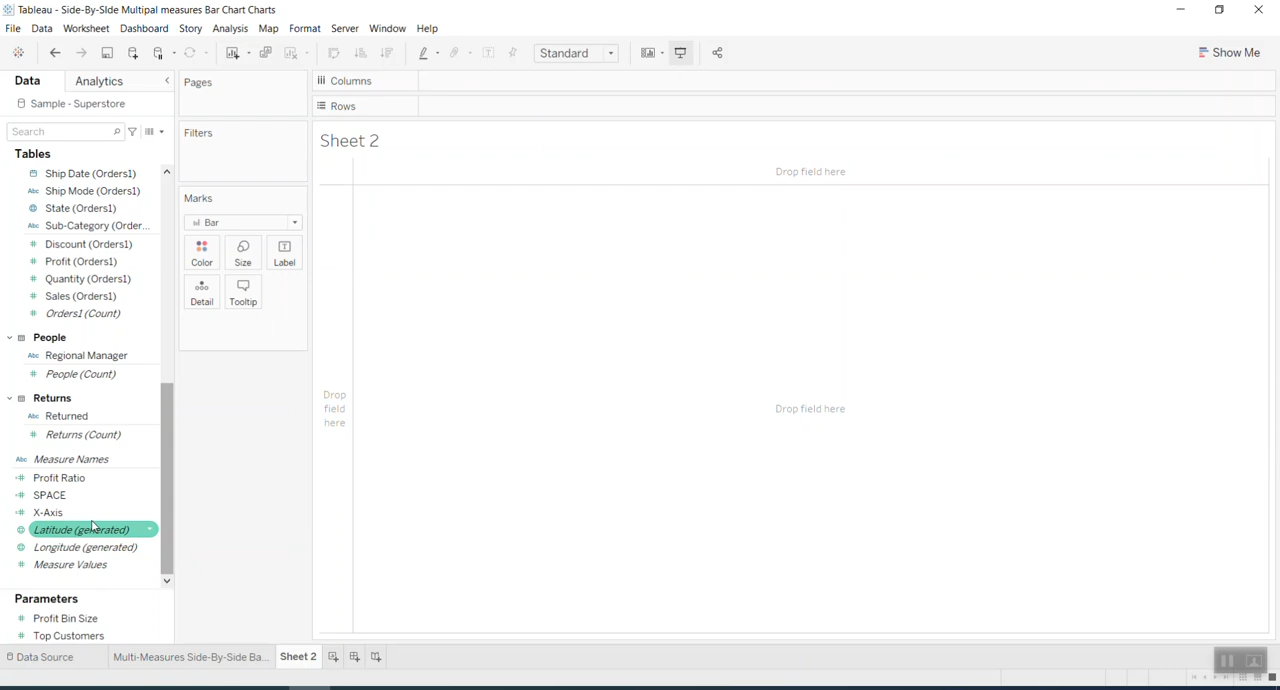 Tableau - Side-By-SIde Multipal measures Bar Chart Charts
File Data Worksheet Dashboard Story Analysis Map Format Server Window Help
Standard
Show Me
Data Analytics
Sample - Superstore
Search
Tables
Ship Date (Orders1)
Abc Ship Mode (Orders1)
State (Orders1)
Abc Sub-Category (Order...
# Discount (Orders1)
# Profit (Orders1)
# Quantity (Orders1)
# Sales (Orders1)
# Orders1 (Count)
People
Abc Regional Manager
# People (Count)
Returns
Abc Returned
# Returns (Count)
Abc Measure Names
=# Profit Ratio
=# SPACE
=# X-Axis
Latitude (generated)
Longitude (generated)
# Measure Values
Parameters
# Profit Bin Size
# Top Customers
Pages
Filters
Marks
Bar
Color Size Label
Detail Tooltip
Columns
Rows
Sheet 2
Drop field here
Drop
field
here
Drop field here
Data Source Multi-Measures Side-By-Side Ba... Sheet 2